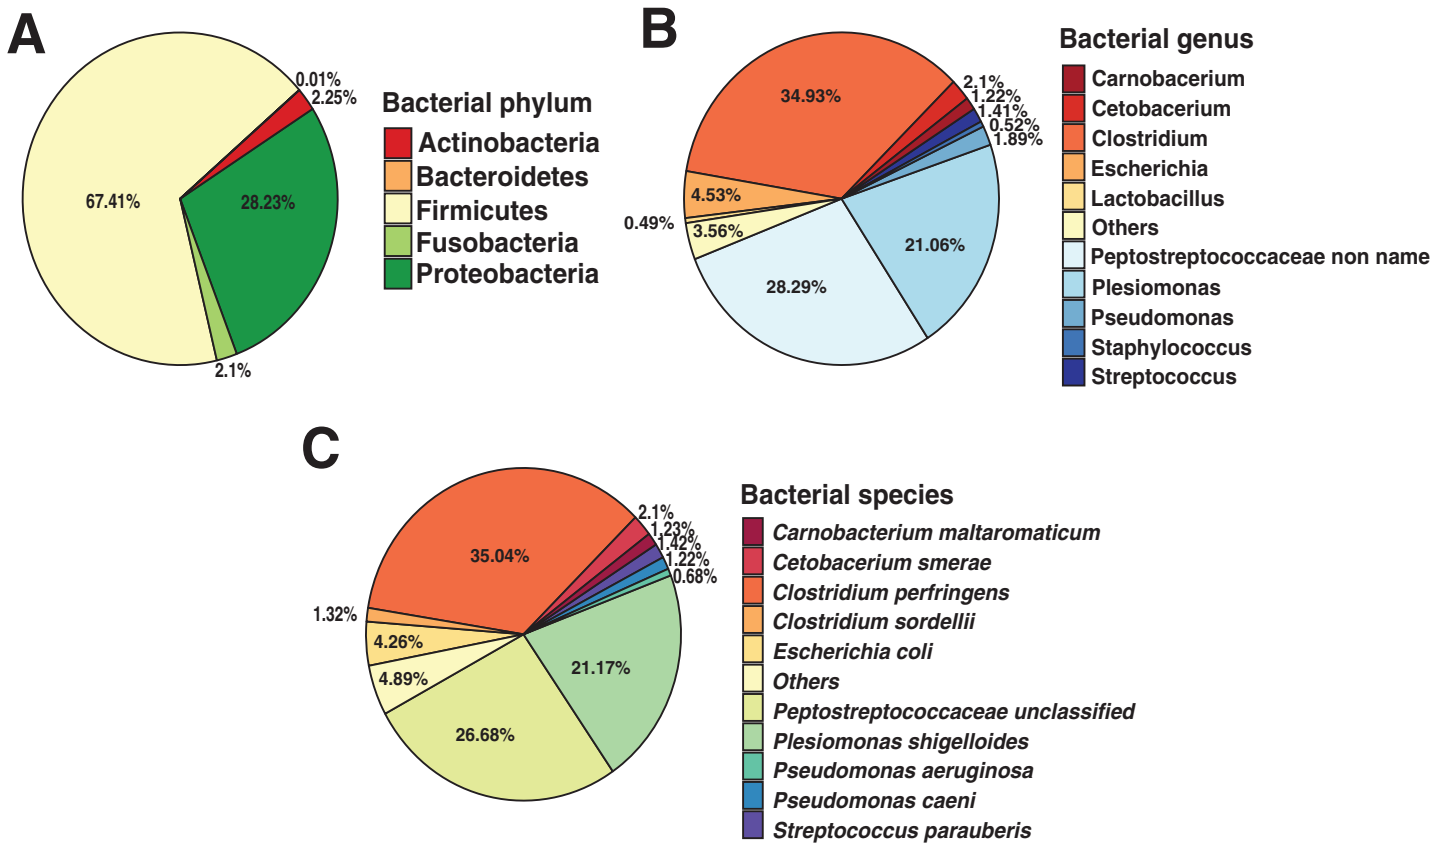 A
0.01%
2.25%
67.41%
28.23%
2.1%
Bacterial phylum
Actinobacteria
Bacteroidetes
Firmicutes
Fusobacteria
Proteobacteria
B
34.93%
2.1%
1.22%
1.41%
0.52%
1.89%
4.53%
0.49%
3.56%
21.06%
28.29%
Bacterial genus
Carnobacerium
Cetobacerium
Clostridium
Escherichia
Lactobacillus
Others
Peptostreptococcaceae non name
Plesiomonas
Pseudomonas
Staphylococcus
Streptococcus
C
2.1%
1.23%
1.42%
1.22%
0.68%
35.04%
1.32%
4.26%
4.89%
21.17%
26.68%
Bacterial species
Carnobacterium maltaromaticum
Cetobacerium smerae
Clostridium perfringens
Clostridium sordellii
Escherichia coli
Others
Peptostreptococcaceae unclassified
Plesiomonas shigelloides
Pseudomonas aeruginosa
Pseudomonas caeni
Streptococcus parauberis